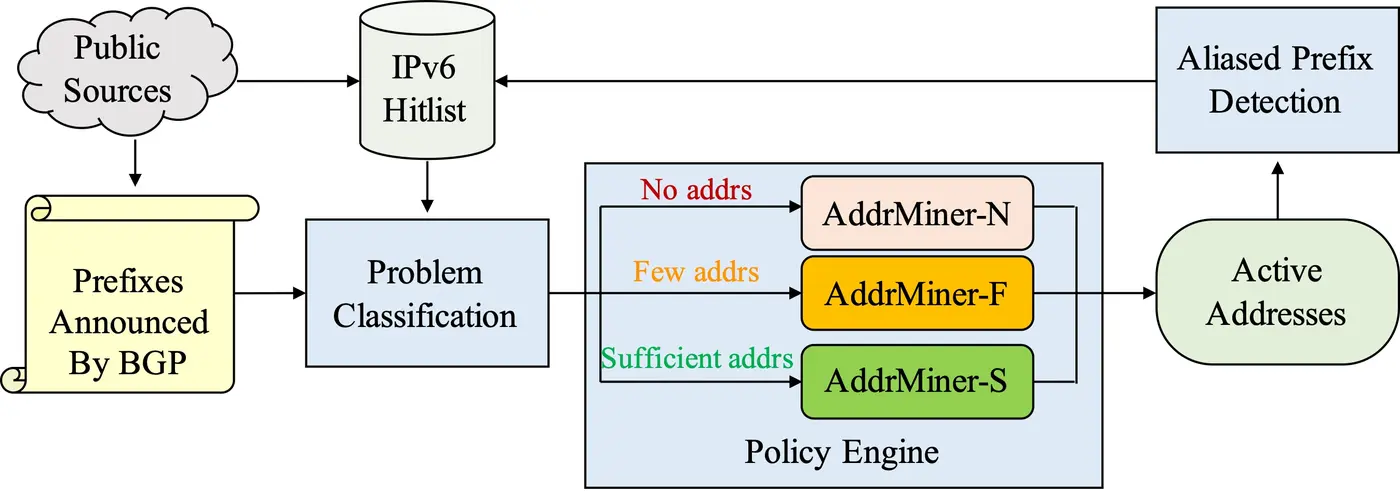 Public
Sources
IPv6
Hitlist
Aliased Prefix
Detection
Prefixes
Announced
By BGP
Problem
Classification
No addrs
AddrMiner-N
Few addrs
AddrMiner-F
Sufficient addrs
AddrMiner-S
Policy Engine
Active
Addresses